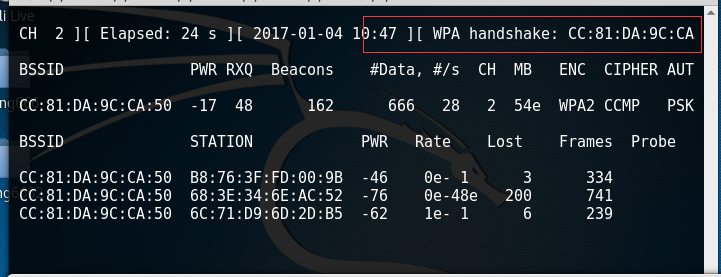 CH 2 ][ Elapsed: 24 s ][ 2017-01-04 10:47 ][ WPA handshake: CC:81:DA:9C:CA
BSSID PWR RXQ Beacons #Data, #/s CH MB ENC CIPHER AUT
CC:81:DA:9C:CA:50 -17 48 162 666 28 2 54e WPA2 CCMP PSK
BSSID STATION PWR Rate Lost Frames Probe
CC:81:DA:9C:CA:50 B8:76:3F:FD:00:9B -46 0e- 1 3 334
CC:81:DA:9C:CA:50 68:3E:34:6E:AC:52 -76 0e-48e 200 741
CC:81:DA:9C:CA:50 6C:71:D9:6D:2D:B5 -62 1e- 1 6 239